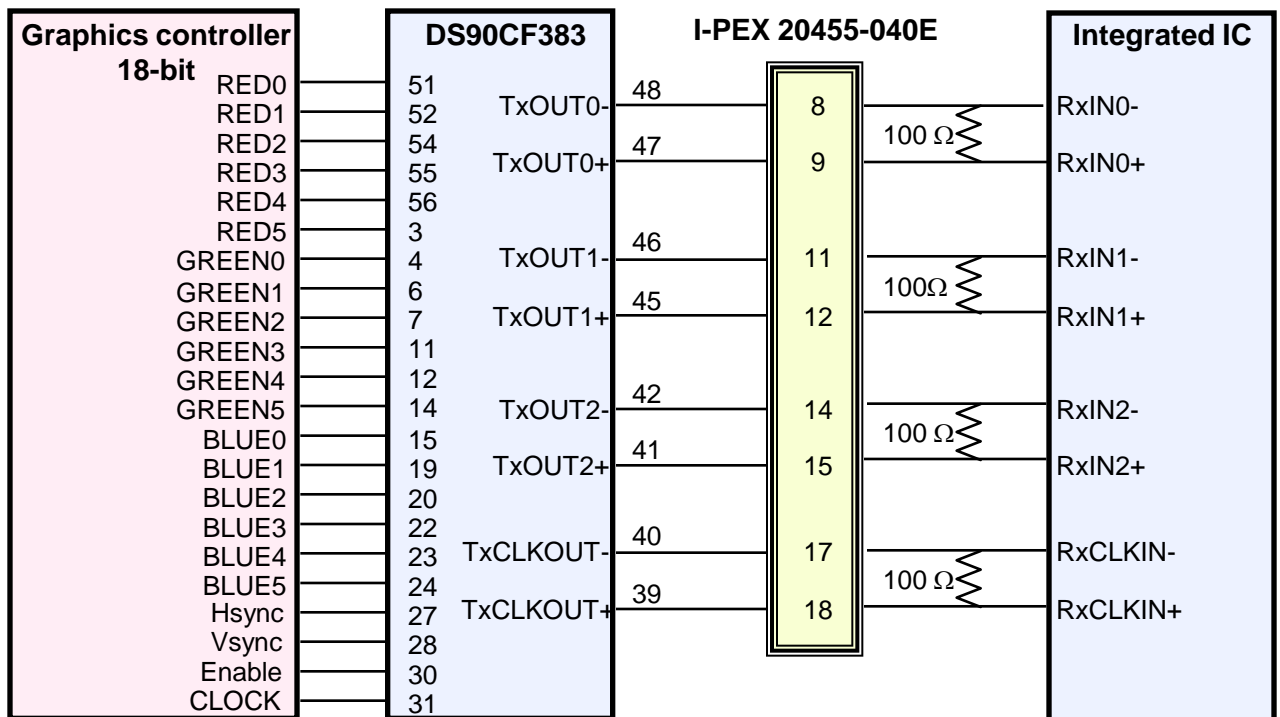 Graphics controller
18-bit
RED0
RED1
RED2
RED3
RED4
RED5
GREEN0
GREEN1
GREEN2
GREEN3
GREEN4
GREEN5
BLUE0
BLUE1
BLUE2
BLUE3
BLUE4
BLUE5
Hsync
Vsync
Enable
CLOCK
DS90CF383
51
52
54
55
56
3
4
6
7
11
12
14
15
19
20
22
23
24
27
28
30
31
TxOUT0-
TxOUT0+
TxOUT1-
TxOUT1+
TxOUT2-
TxOUT2+
TxCLKOUT-
TxCLKOUT+
48
47
46
45
42
41
40
39
I-PEX 20455-040E
8
9
11
12
14
15
17
18
100 Ω
100Ω
100 Ω
100 Ω
Integrated IC
RxIN0-
RxIN0+
RxIN1-
RxIN1+
RxIN2-
RxIN2+
RxCLKIN-
RxCLKIN+